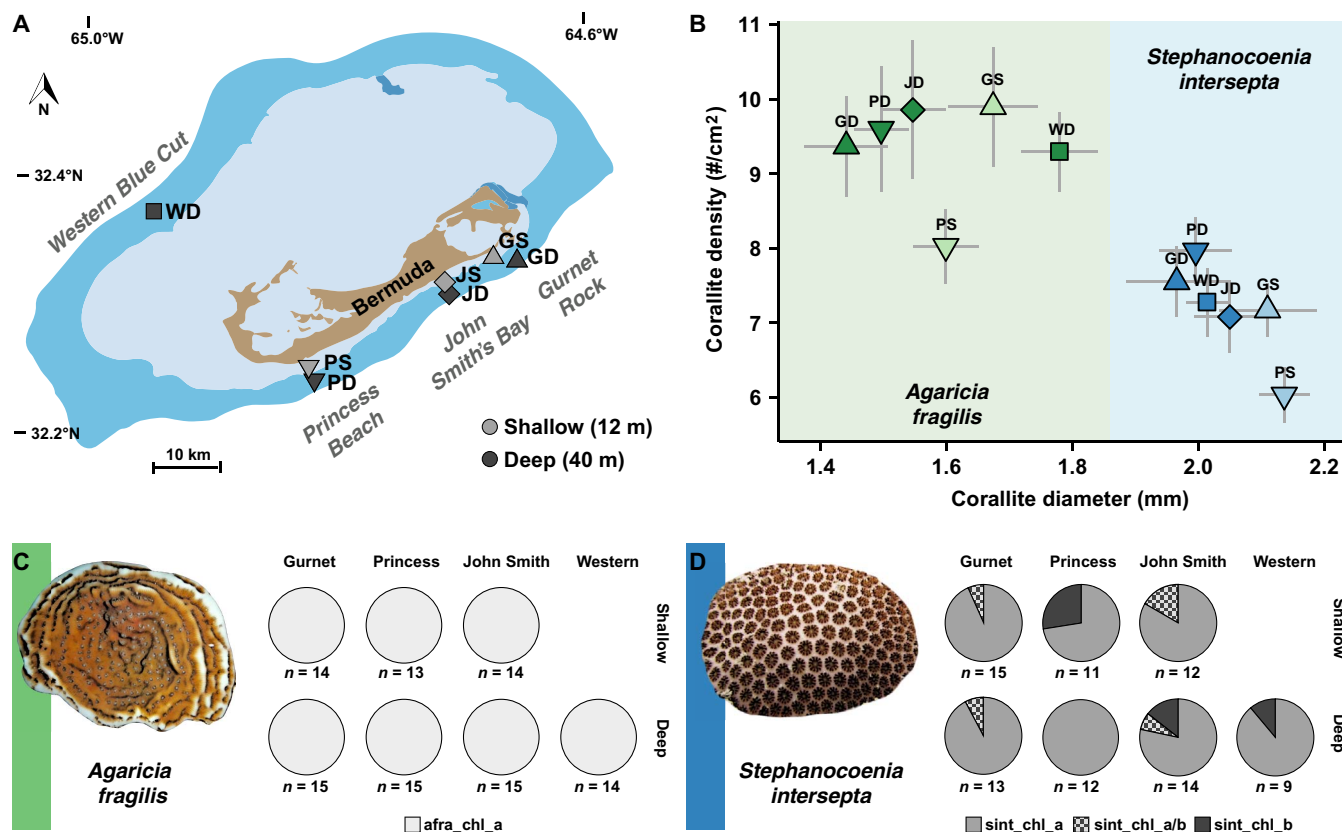 A
65.0°W
64.6°W
N
32.4°N
Western Blue Cut
WD
GS
GD
JS
JD
Bermuda
Gurnet
Rock
John
Smith's Bay
PS
PD
Princess
Beach
32.2°N
10 km
Shallow (12 m)
Deep (40 m)
B
Corallite density (#/cm²)
11
10
9
8
7
6
Stephanocoenia
intersepta
GD
PD
JD
GS
WD
PS
PD
GD
WD
JD
GS
PS
Agaricia
fragilis
1.4
1.6
1.8
2.0
2.2
Corallite diameter (mm)
C
Gurnet
Princess
John Smith
Western
Shallow
n = 14
n = 13
n = 14
Deep
n = 15
n = 15
n = 15
n = 14
Agaricia
fragilis
afra_chl_a
D
Gurnet
Princess
John Smith
Western
Shallow
n = 15
n = 11
n = 12
Deep
n = 13
n = 12
n = 14
n = 9
Stephanocoenia
intersepta
sint_chl_a
sint_chl_a/b
sint_chl_b